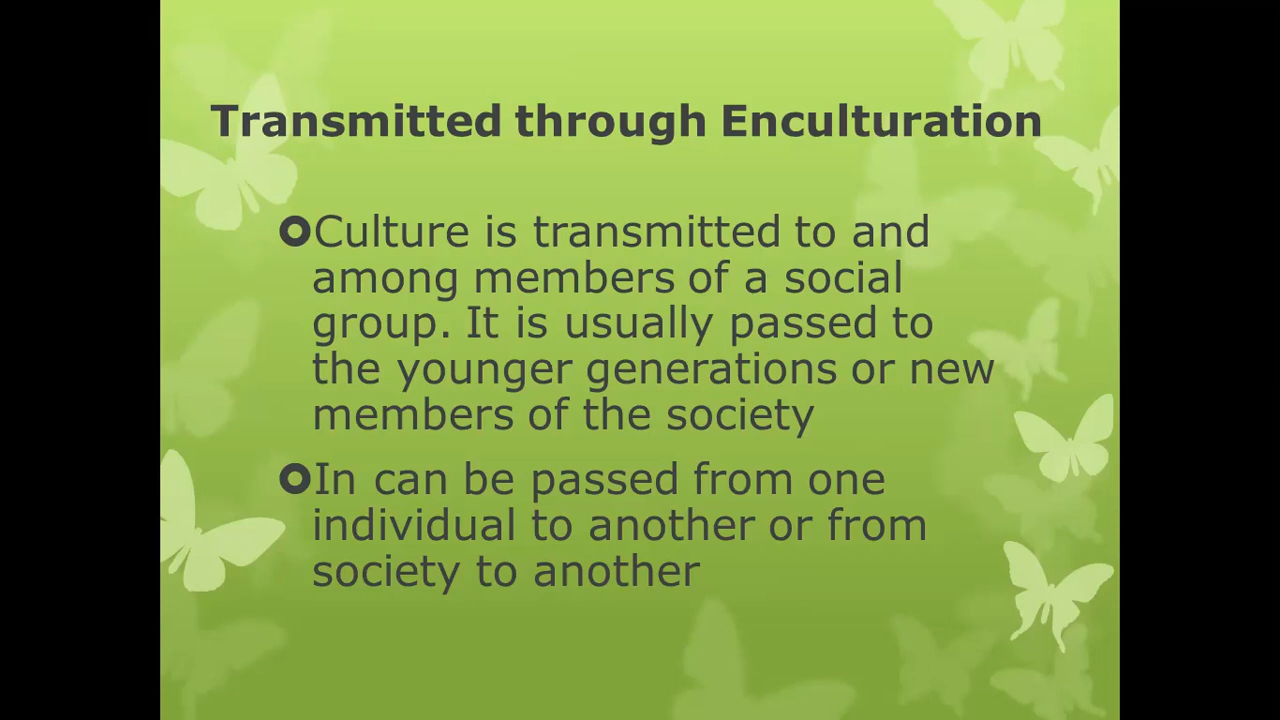 Transmitted through Enculturation
Culture is transmitted to and
among members of a social
group. It is usually passed to
the younger generations or new
members of the society
In can be passed from one
individual to another or from
society to another